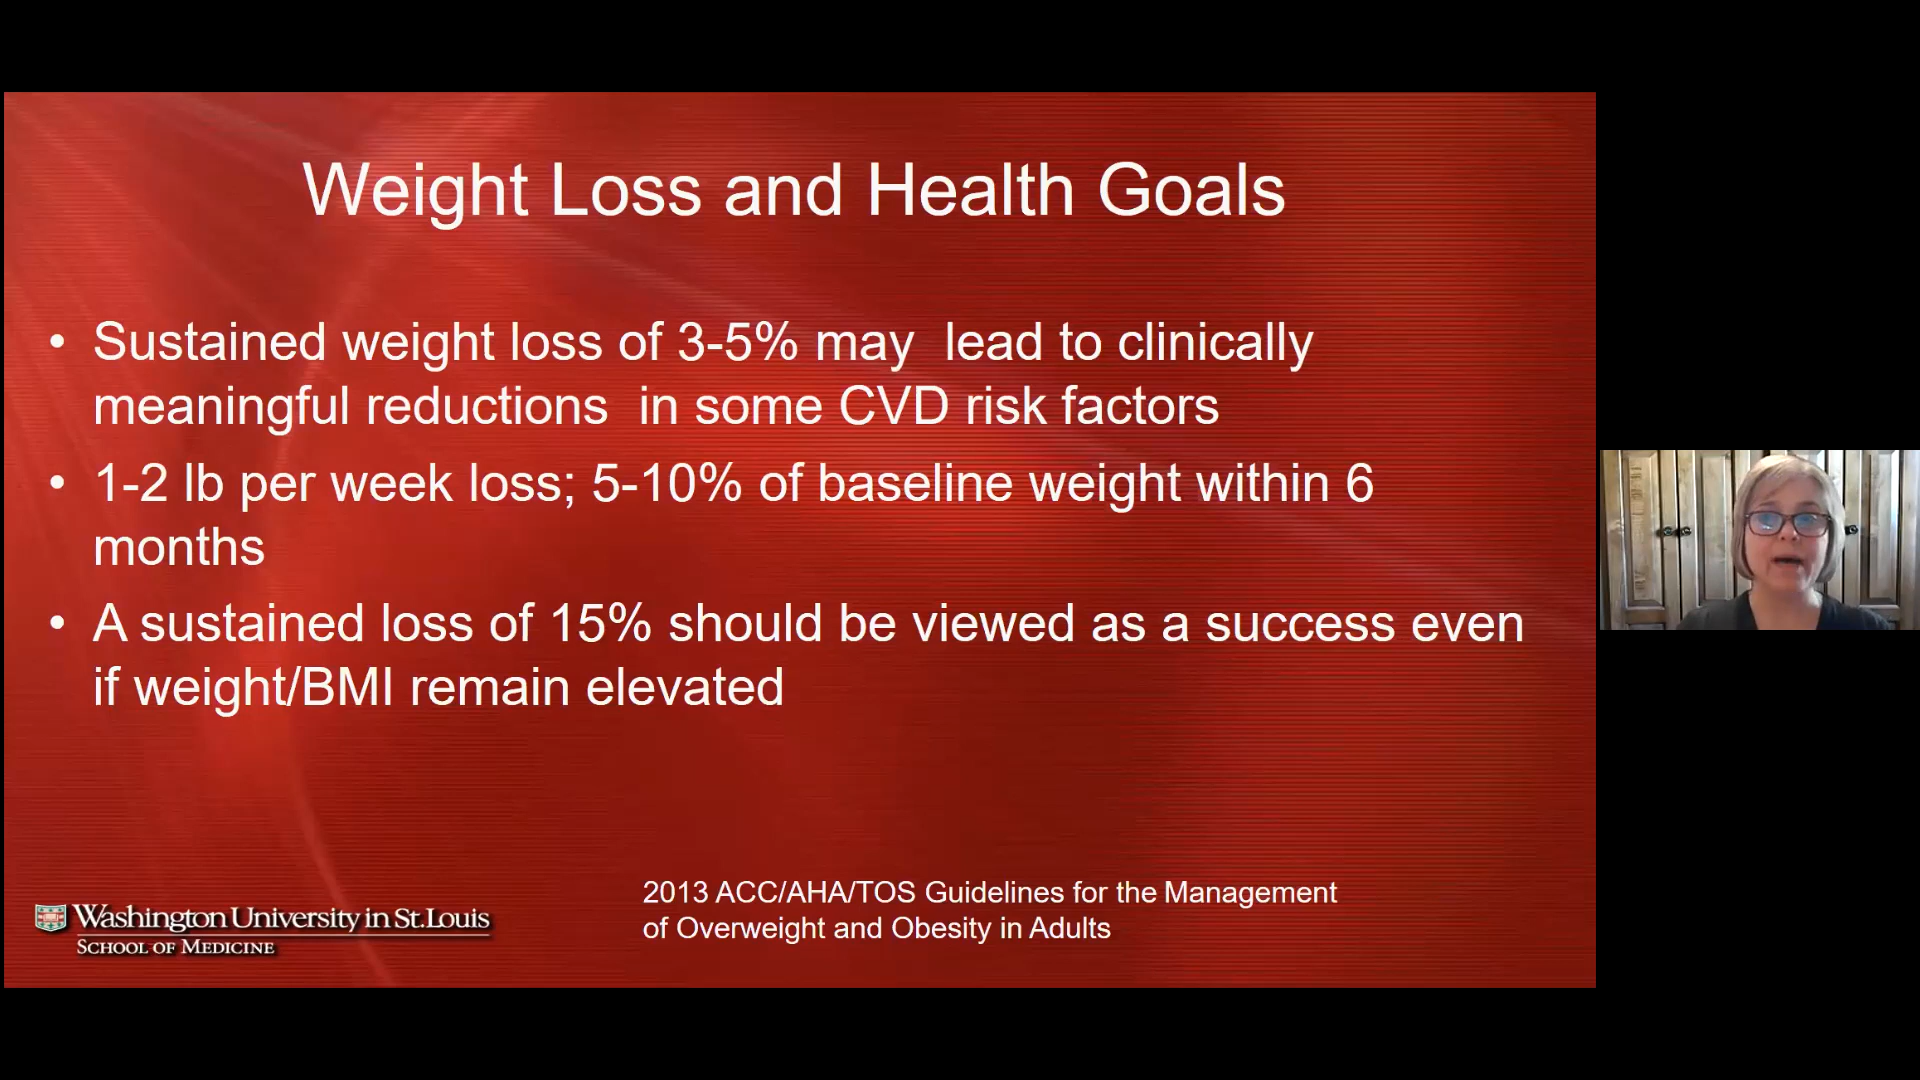 Weight Loss and Health Goals
• Sustained weight loss of 3-5% may  lead to clinically
meaningful reductions  in some CVD risk factors
• 1-2 lb per week loss; 5-10% of baseline weight within 6
months
• A sustained loss of 15% should be viewed as a success even
if weight/BMI remain elevated
2013 ACC/AHA/TOS Guidelines for the Management
of Overweight and Obesity in Adults
Washington University in St. Louis
SCHOOL OF MEDICINE